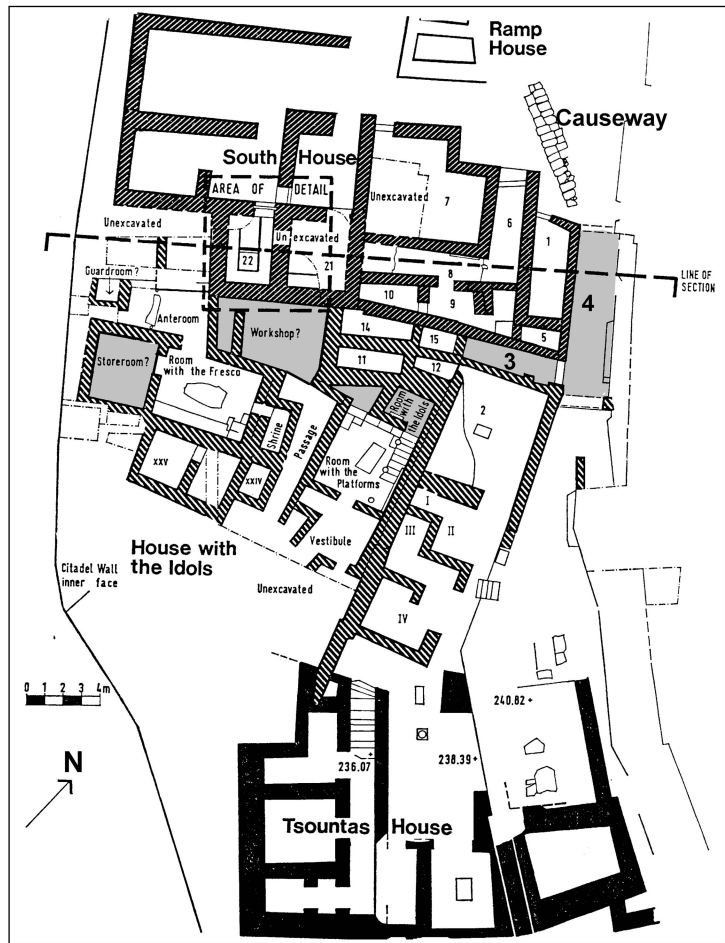 Ramp
House
Causeway
South House
AREA OF DETAIL
Unexcavated
7
6
1
Unexcavated
Unexcavated
22
21
8
LINE OF
SECTION
Guardroom?
10
9
4
Anteroom
Workshop?
14
15
5
Storeroom?
Room
with the Fresco
11
12
3
Room with
the Idols
2
Shrine
Passage
Room
with the
Platforms
XXV
XXIV
I
III
II
Vestibule
House with
the Idols
Citadel Wall
inner face
Unexcavated
IV
0 1 2 3 4m
240.82 +
N
236.07 +
238.39 +
Tsountas House